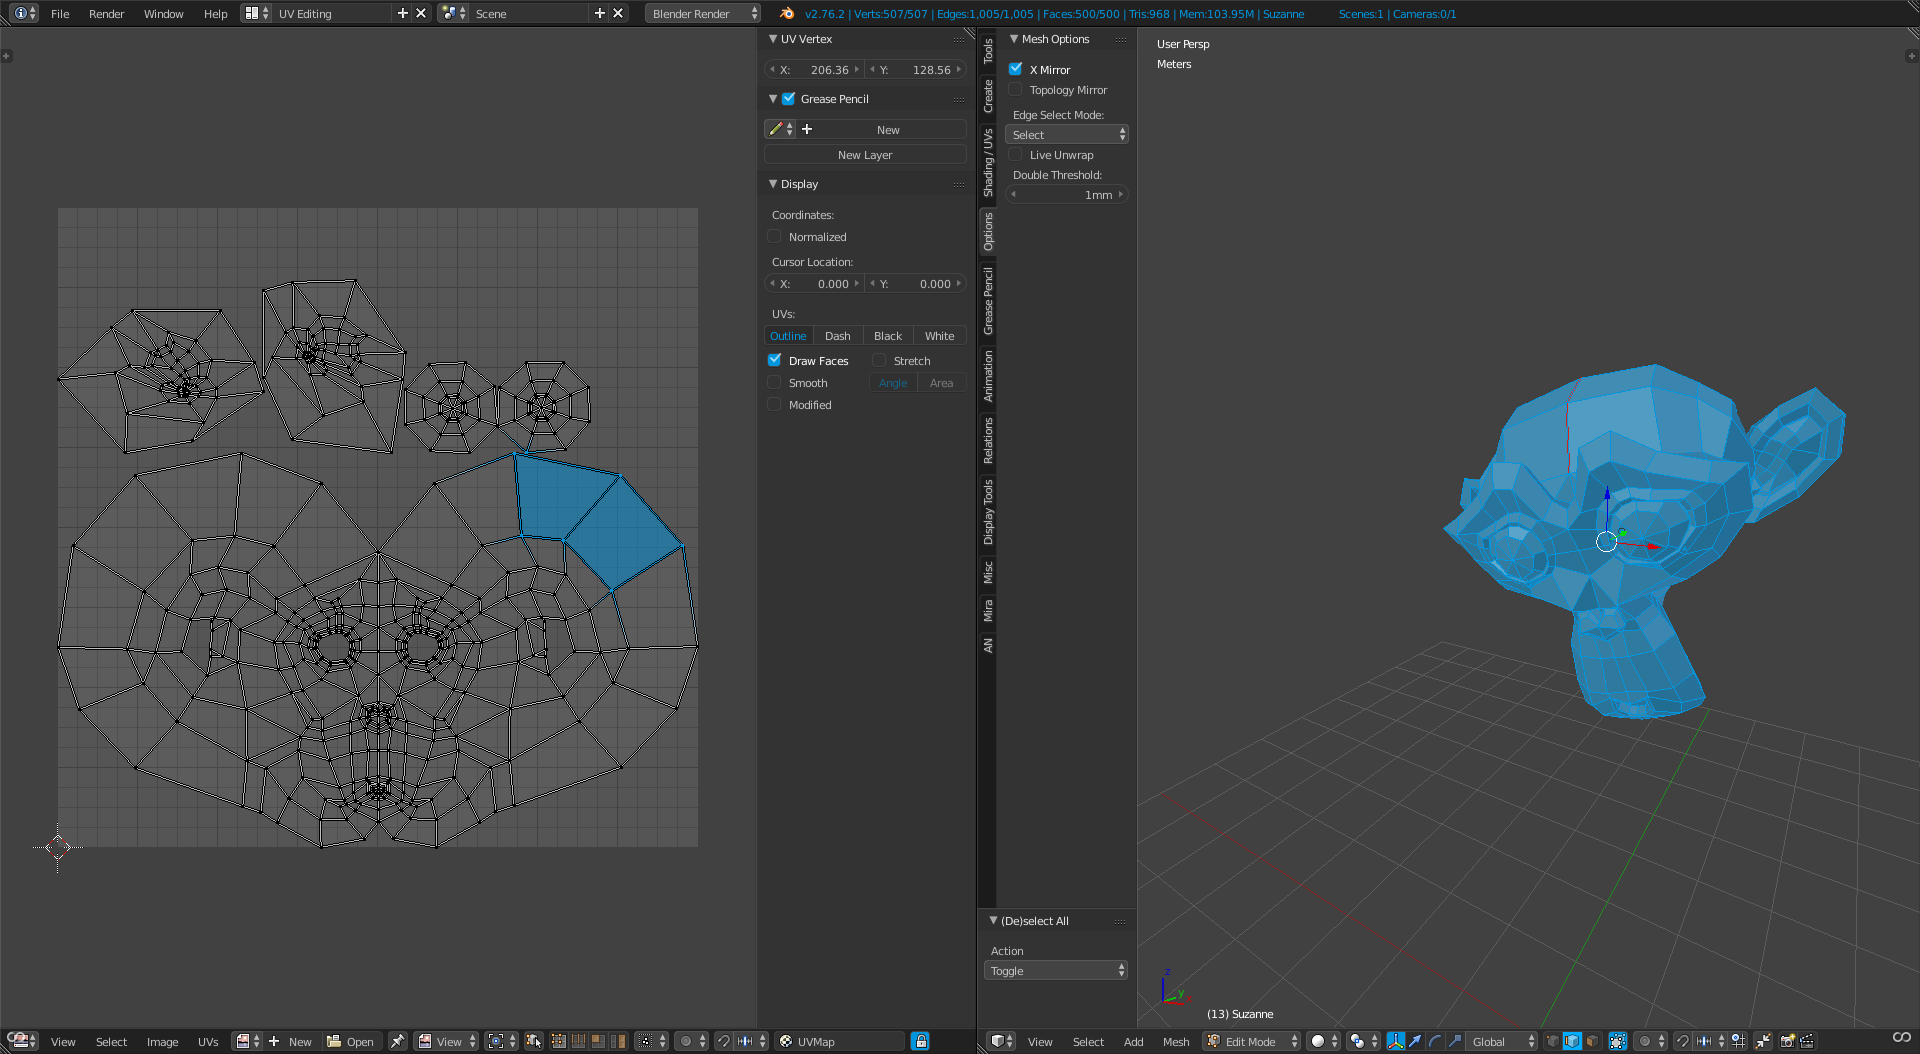 File Render Window Help UV Editing Scene Blender Render v2.76.2 | Verts:507/507 | Edges:1,005/1,005 | Faces:500/500 | Tris:968 | Mem:103.95M | Suzanne Scenes:1 | Cameras:0/1
UV Vertex
X: 206.36 Y: 128.56
Grease Pencil
New
New Layer
Display
Coordinates:
Normalized
Cursor Location:
X: 0.000 Y: 0.000
UVs:
Outline Dash Black White
Draw Faces Stretch
Smooth Angle Area
Modified
Tools
Create
Shading / UVs
Options
Grease Pencil
Animation
Relations
Display Tools
Misc
Mira
AN
Mesh Options
X Mirror
Topology Mirror
Edge Select Mode:
Select
Live Unwrap
Double Threshold:
1mm
(De)select All
Action
Toggle
User Persp
Meters
z
y
(13) Suzanne
View Select Image UVs New Open View UVMap
View Select Add Mesh Edit Mode Global